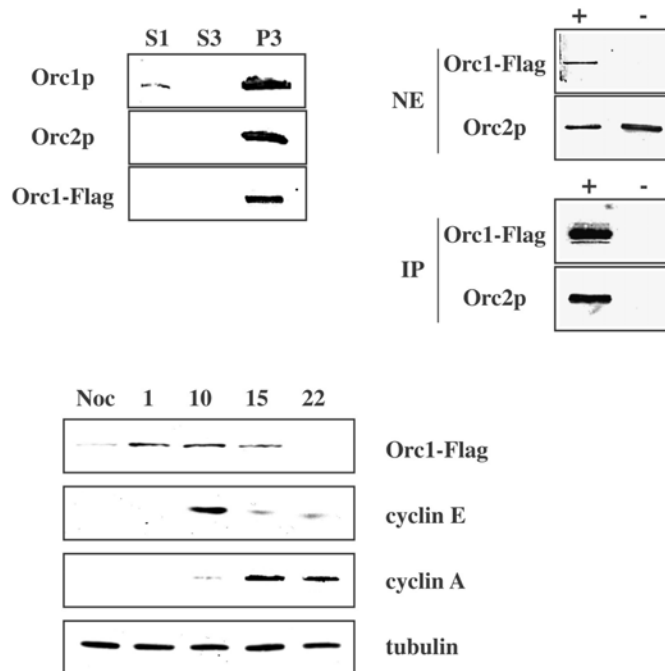 S1 S3 P3
Orc1p
Orc2p
Orc1-Flag
+ -
NE
Orc1-Flag
Orc2p
+ -
IP
Orc1-Flag
Orc2p
Noc 1 10 15 22
Orc1-Flag
cyclin E
cyclin A
tubulin